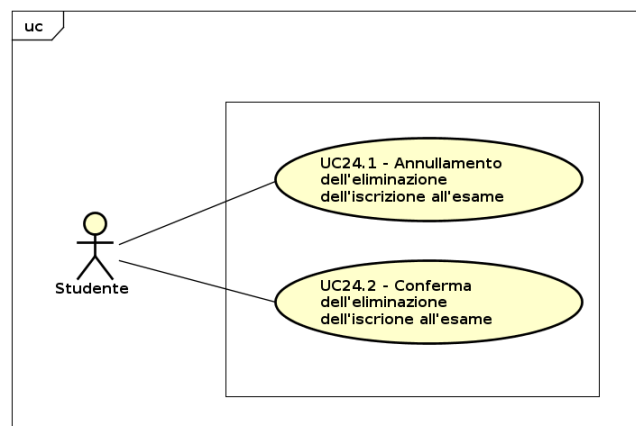 uc
UC24.1 - Annullamento
dell'eliminazione
dell'iscrizione all'esame
Studente
UC24.2 - Conferma
dell'eliminazione
dell'iscrione all'esame